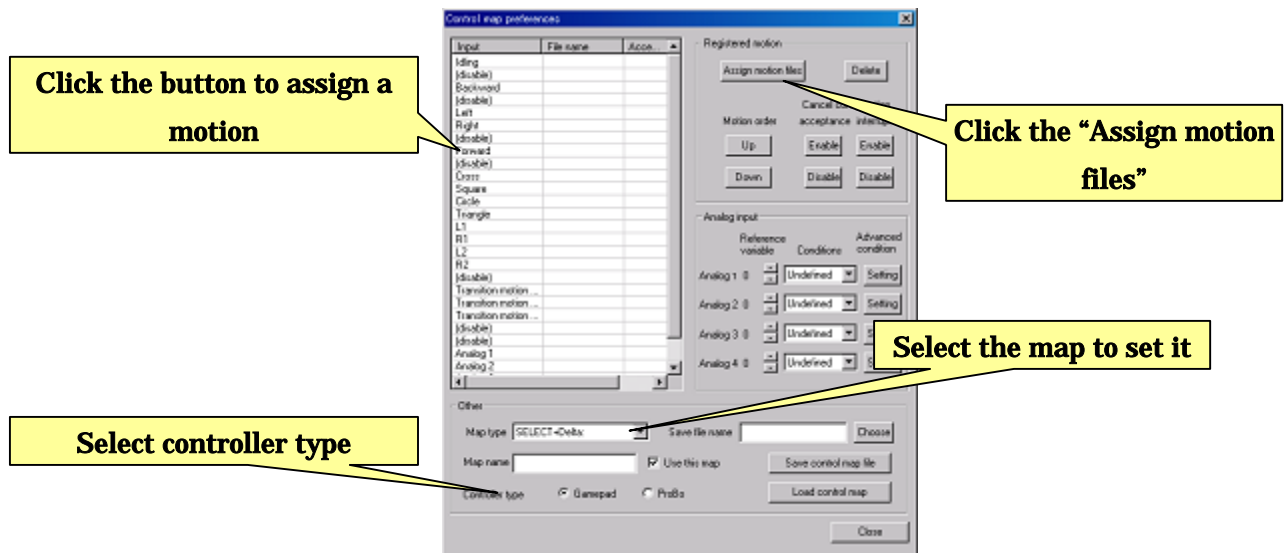 Control map preferences
Input File name Acce...
Idling
(disable)
Backward
(disable)
Left
Right
(disable)
Forward
(disable)
Cross
Square
Circle
Triangle
L1
R1
L2
R2
(disable)
Transition motion ...
Transition motion ...
Transition motion ...
(disable)
(disable)
Analog 1
Analog 2
Registered motion
Assign motion files Delete
Cancel
Motion order acceptance
Up Enable Enable
Down Disable Disable
Analog input
Reference variable Conditions Advanced condition
Analog 1 0 Undefined Setting
Analog 2 0 Undefined Setting
Analog 3 0 Undefined
Analog 4 0 Undefined
Other
Map type SELECT+Delta: Save file name Choose
Map name Use this map Save control map file
Controller type Gamepad ProBo Load control map
Close
Click the button to assign a
motion
Click the “Assign motion
files”
Select the map to set it
Select controller type